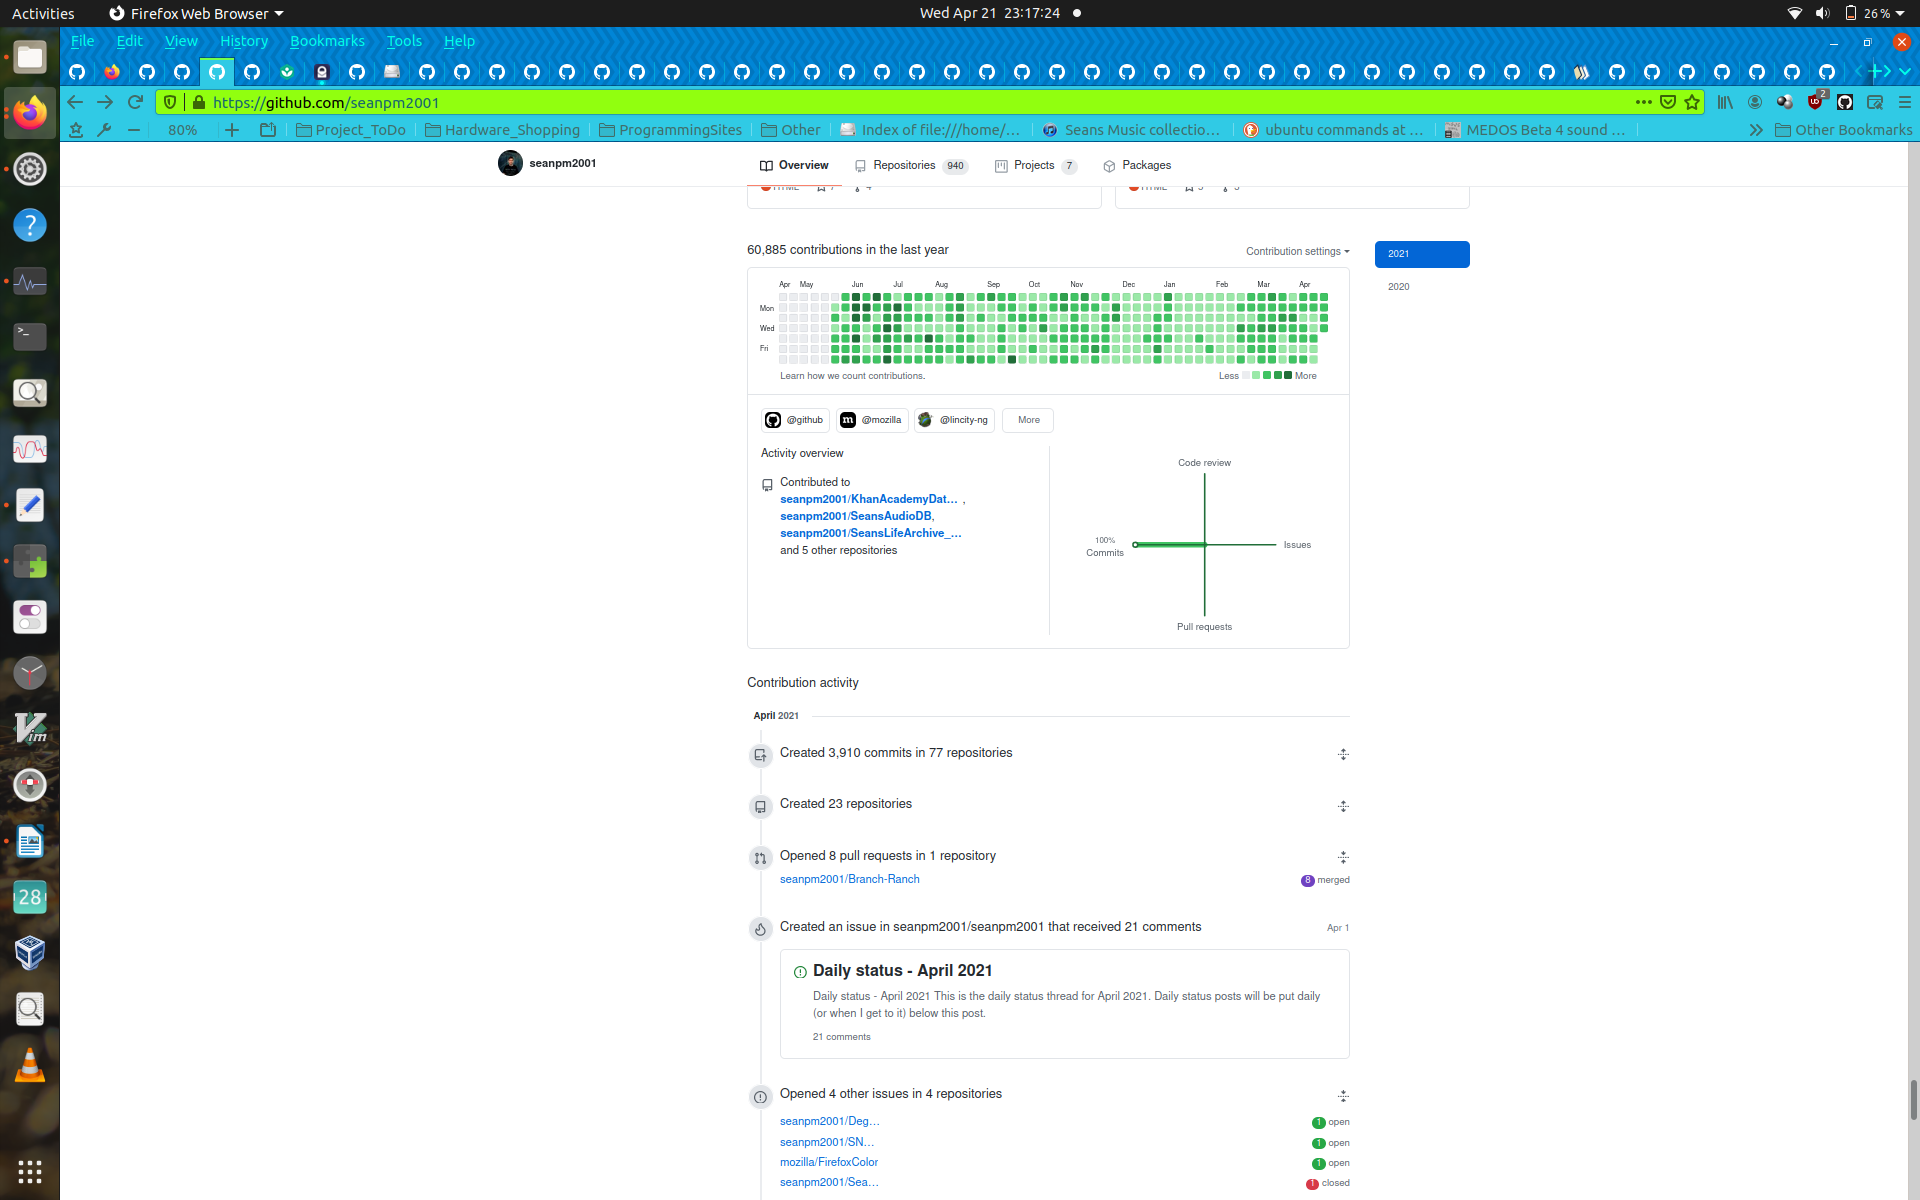 Activities Firefox Web Browser Wed Apr 21 23:17:24 26%
File Edit View History Bookmarks Tools Help
https://github.com/seanpm2001 2
80% Project_ToDo Hardware_Shopping ProgrammingSites Other Index of file:///home/... Seans Music collectio... ubuntu commands at ... MEDOS Beta 4 sound ... Other Bookmarks
seanpm2001 Overview Repositories 940 Projects 7 Packages
60,885 contributions in the last year Contribution settings 2021
2020
Apr May Jun Jul Aug Sep Oct Nov Dec Jan Feb Mar Apr
Mon
Wed
Fri
Learn how we count contributions. Less More
@github @mozilla @lincity-ng More
Activity overview
Contributed to
seanpm2001/KhanAcademyDat... ,
seanpm2001/SeansAudioDB,
seanpm2001/SeansLifeArchive_...
and 5 other repositories
Code review
100%
Commits
Issues
Pull requests
Contribution activity
April 2021
Created 3,910 commits in 77 repositories
Created 23 repositories
Opened 8 pull requests in 1 repository
seanpm2001/Branch-Ranch 8 merged
Created an issue in seanpm2001/seanpm2001 that received 21 comments Apr 1
Daily status - April 2021
Daily status - April 2021 This is the daily status thread for April 2021. Daily status posts will be put daily
(or when I get to it) below this post.
21 comments
Opened 4 other issues in 4 repositories
seanpm2001/Deg... 1 open
seanpm2001/SN... 1 open
mozilla/FirefoxColor 1 open
seanpm2001/Sea... 1 closed
28
Vim